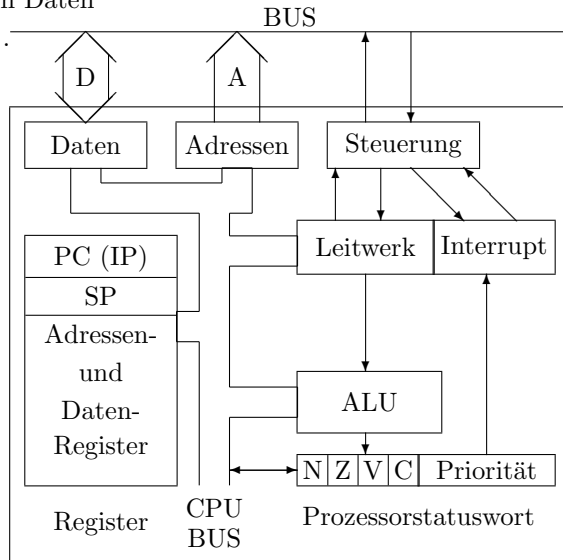 n Daten
BUS
.
D
A
Daten
Adressen
Steuerung
Leitwerk
Interrupt
PC (IP)
SP
Adressen-
und
Daten-
Register
ALU
N Z V C Priorität
Register
CPU
BUS
Prozessorstatuswort